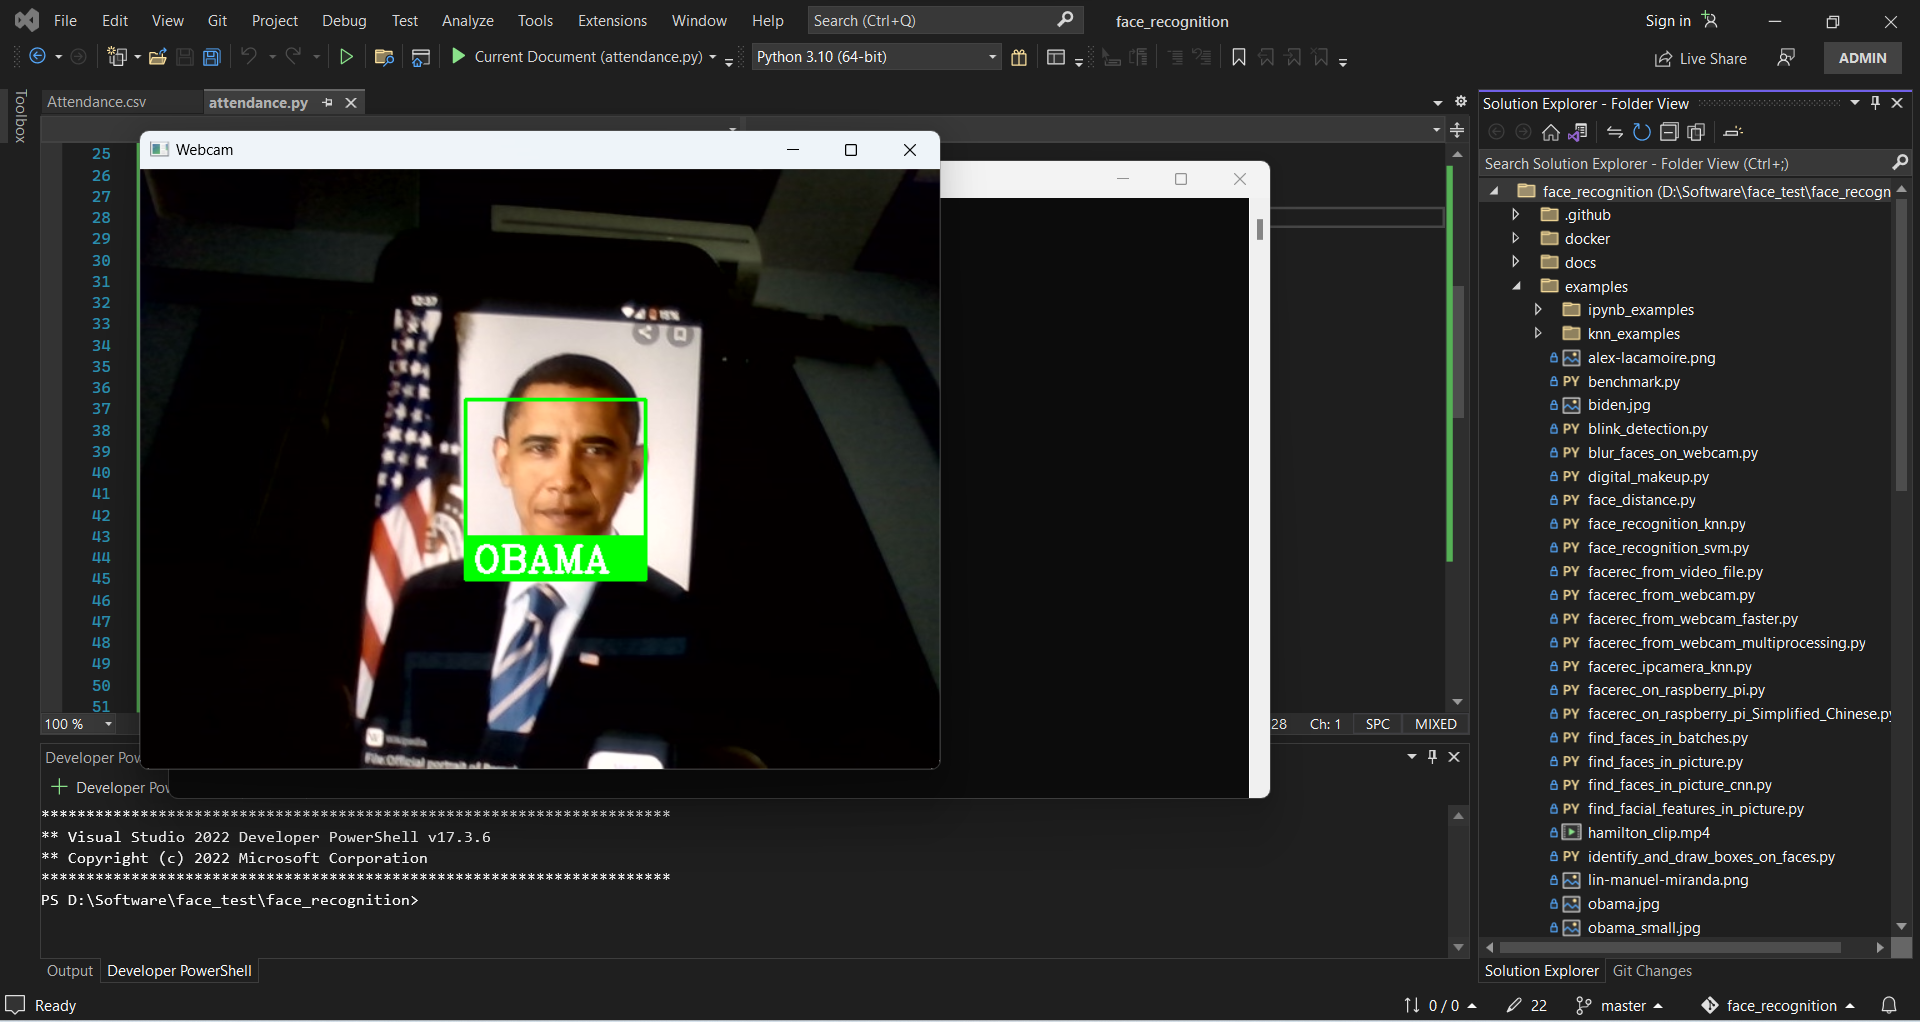 File Edit View Git Project Debug Test Analyze Tools Extensions Window Help Search (Ctrl+Q) face_recognition Sign in
Current Document (attendance.py) Python 3.10 (64-bit) Live Share ADMIN
Toolbox
Attendance.csv attendance.py
Webcam
25
26
27
28
29
30
31
32
33
34
35
36
37
38
39
40
41
42
43
44
45
46
47
48
49
50
51
12:37
18%
OBAMA
File:Official portrait of
100 % 28 Ch: 1 SPC MIXED
Developer Pow
Developer Pow
**********************************************************************
** Visual Studio 2022 Developer PowerShell v17.3.6
** Copyright (c) 2022 Microsoft Corporation
**********************************************************************
PS D:\Software\face_test\face_recognition>
Output Developer PowerShell
Solution Explorer - Folder View
Search Solution Explorer - Folder View (Ctrl+;)
face_recognition (D:\Software\face_test\face_recogn
.github
docker
docs
examples
ipynb_examples
knn_examples
alex-lacamoire.png
PY benchmark.py
biden.jpg
PY blink_detection.py
PY blur_faces_on_webcam.py
PY digital_makeup.py
PY face_distance.py
PY face_recognition_knn.py
PY face_recognition_svm.py
PY facerec_from_video_file.py
PY facerec_from_webcam.py
PY facerec_from_webcam_faster.py
PY facerec_from_webcam_multiprocessing.py
PY facerec_ipcamera_knn.py
PY facerec_on_raspberry_pi.py
PY facerec_on_raspberry_pi_Simplified_Chinese.py
PY find_faces_in_batches.py
PY find_faces_in_picture.py
PY find_faces_in_picture_cnn.py
PY find_facial_features_in_picture.py
hamilton_clip.mp4
PY identify_and_draw_boxes_on_faces.py
lin-manuel-miranda.png
obama.jpg
obama_small.jpg
Solution Explorer Git Changes
Ready 0 / 0 22 master face_recognition